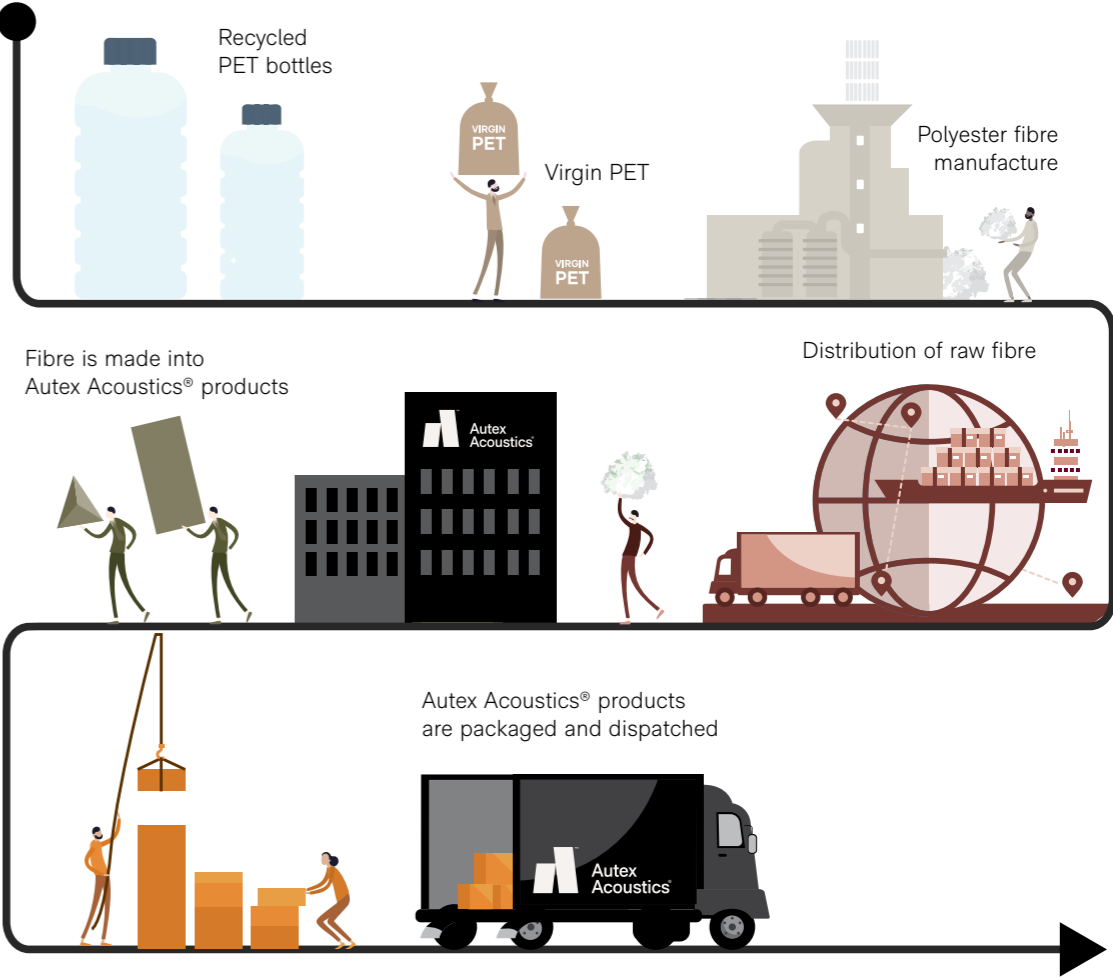 Recycled
PET bottles
VIRGIN
PET
Virgin PET
VIRGIN
PET
Polyester fibre
manufacture
Distribution of raw fibre
Fibre is made into
Autex Acoustics® products
Autex
Acoustics®
Autex Acoustics® products
are packaged and dispatched
Autex
Acoustics®